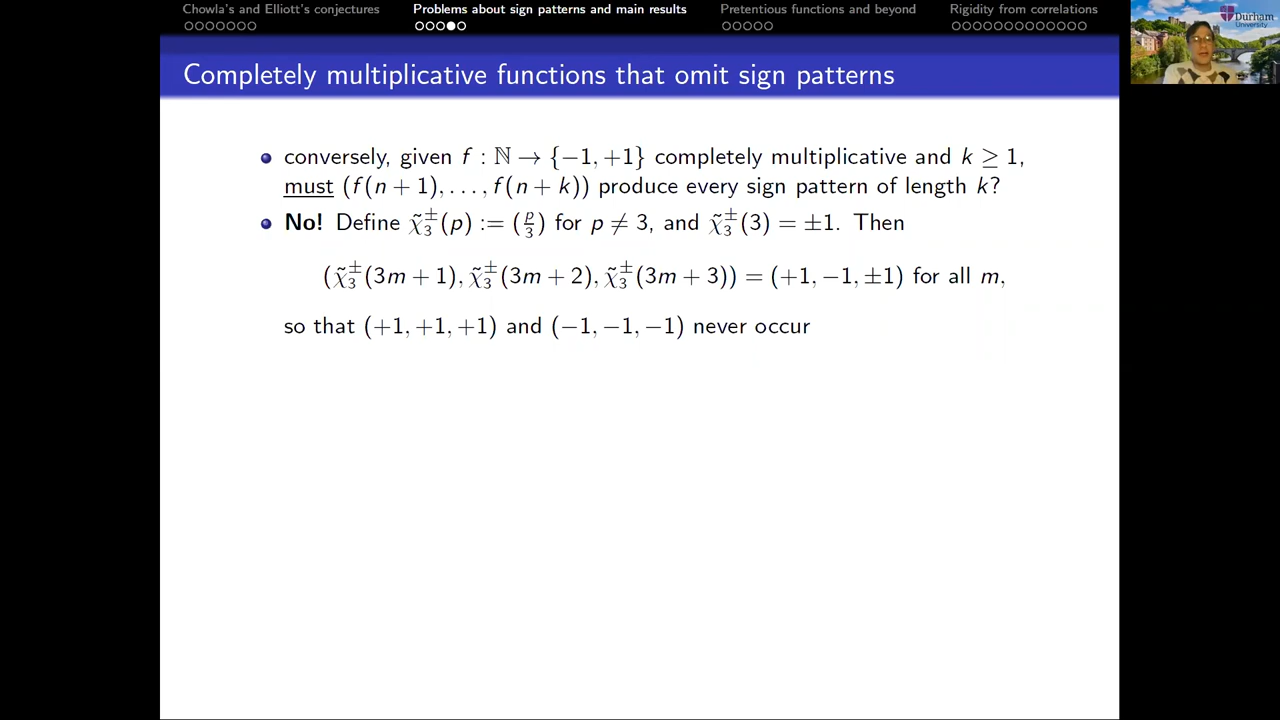 Chowla's and Elliott's conjectures
Problems about sign patterns and main results
Pretentious functions and beyond
Rigidity from correlations
Durham
University
Completely multiplicative functions that omit sign patterns
conversely, given f : ℕ → {−1, +1} completely multiplicative and k ≥ 1,
must (f(n + 1), . . . , f(n + k)) produce every sign pattern of length k?
No! Define χ̃₃^±(p) := (p/3) for p ≠ 3, and χ̃₃^±(3) = ±1. Then
(χ̃₃^±(3m + 1), χ̃₃^±(3m + 2), χ̃₃^±(3m + 3)) = (+1, −1, ±1) for all m,
so that (+1, +1, +1) and (−1, −1, −1) never occur